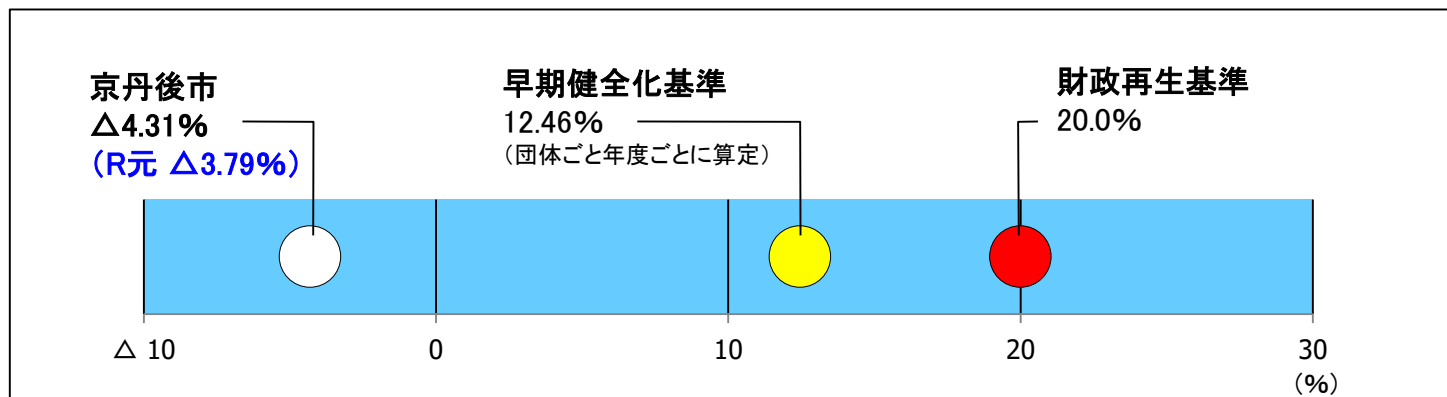 京丹後市
△4.31%
（R元 △3.79%）
早期健全化基準
12.46%
（団体ごと年度ごとに算定）
財政再生基準
20.0%
△ 10
0
10
20
30
（%）